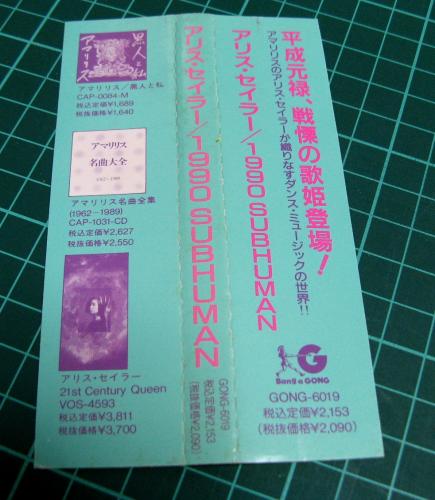 平成元禄、戦慄の歌姫登場!
アマリリスのアリス・セイラーが織りなすダンス・ミュージックの世界!!
アリス・セイラー/1990 SUBHUMAN
Bang a GONG
GONG-6019
税込定価¥2,153
(税抜価格¥2,090)
アリス・セイラー/1990 SUBHUMAN
GONG-6019
税込定価¥2,153
(税抜価格¥2,090)
黒人と私
アマリリス
アマリリス/黒人と私
CAP-0084-M
税込定価¥1,689
税抜価格¥1,640
アマリリス
名曲大全
1962-1989
アマリリス名曲全集
(1962-1989)
CAP-1031-CD
税込定価¥2,627
税抜価格¥2,550
アリス・セイラー
21st Century Queen
VOS-4593
税込定価¥3,811
税抜価格¥3,700